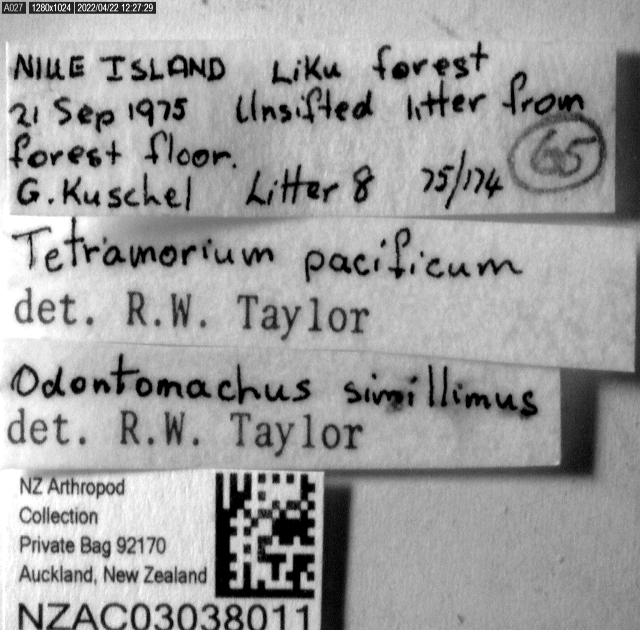 A027 1280x1024 2022/04/22 12:27:29
NIUE ISLAND Liku forest
21 Sep 1975 Unsifted litter from
forest floor.
G. Kuschel Litter 8 75/174
65
Tetramorium pacificum
det. R.W. Taylor
Odontomachus simillimus
det. R.W. Taylor
NZ Arthropod
Collection
Private Bag 92170
Auckland, New Zealand
NZAC03038011